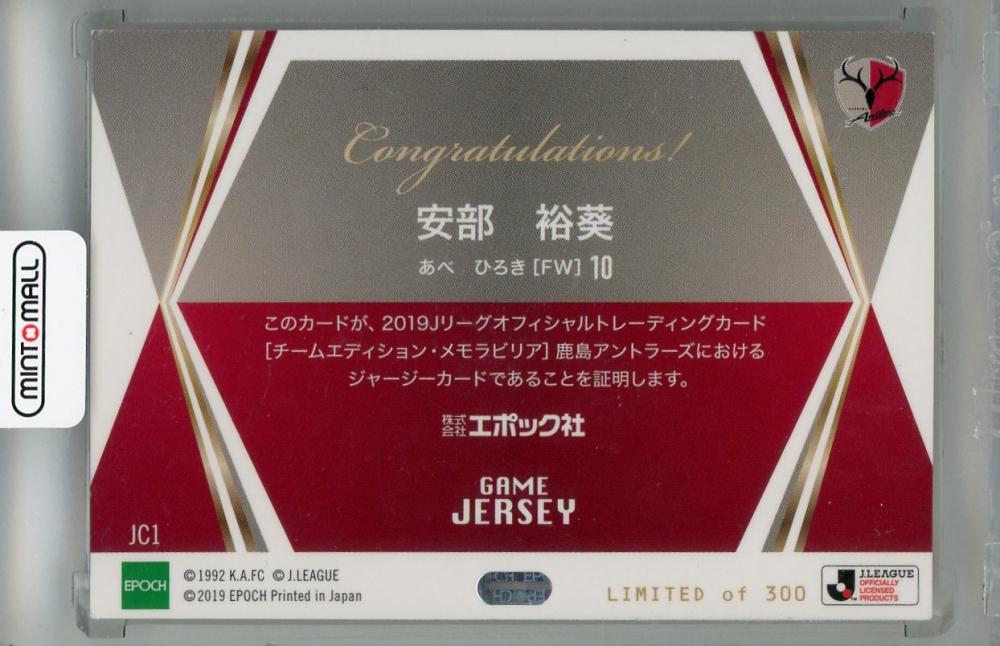 Congratulations!
安部 裕葵
あべ ひろき [FW] 10
このカードが、2019Jリーグオフィシャルトレーディングカード
[チームエディション・メモラビリア] 鹿島アントラーズにおける
ジャージーカードであることを証明します。
株式会社エポック社
GAME
JERSEY
JC1
EPOCH
©1992 K.A.FC ©J.LEAGUE
©2019 EPOCH Printed in Japan
LIMITED of 300
J.LEAGUE
OFFICIALLY
LICENSED
PRODUCTS
MINTOMALL
Antlers